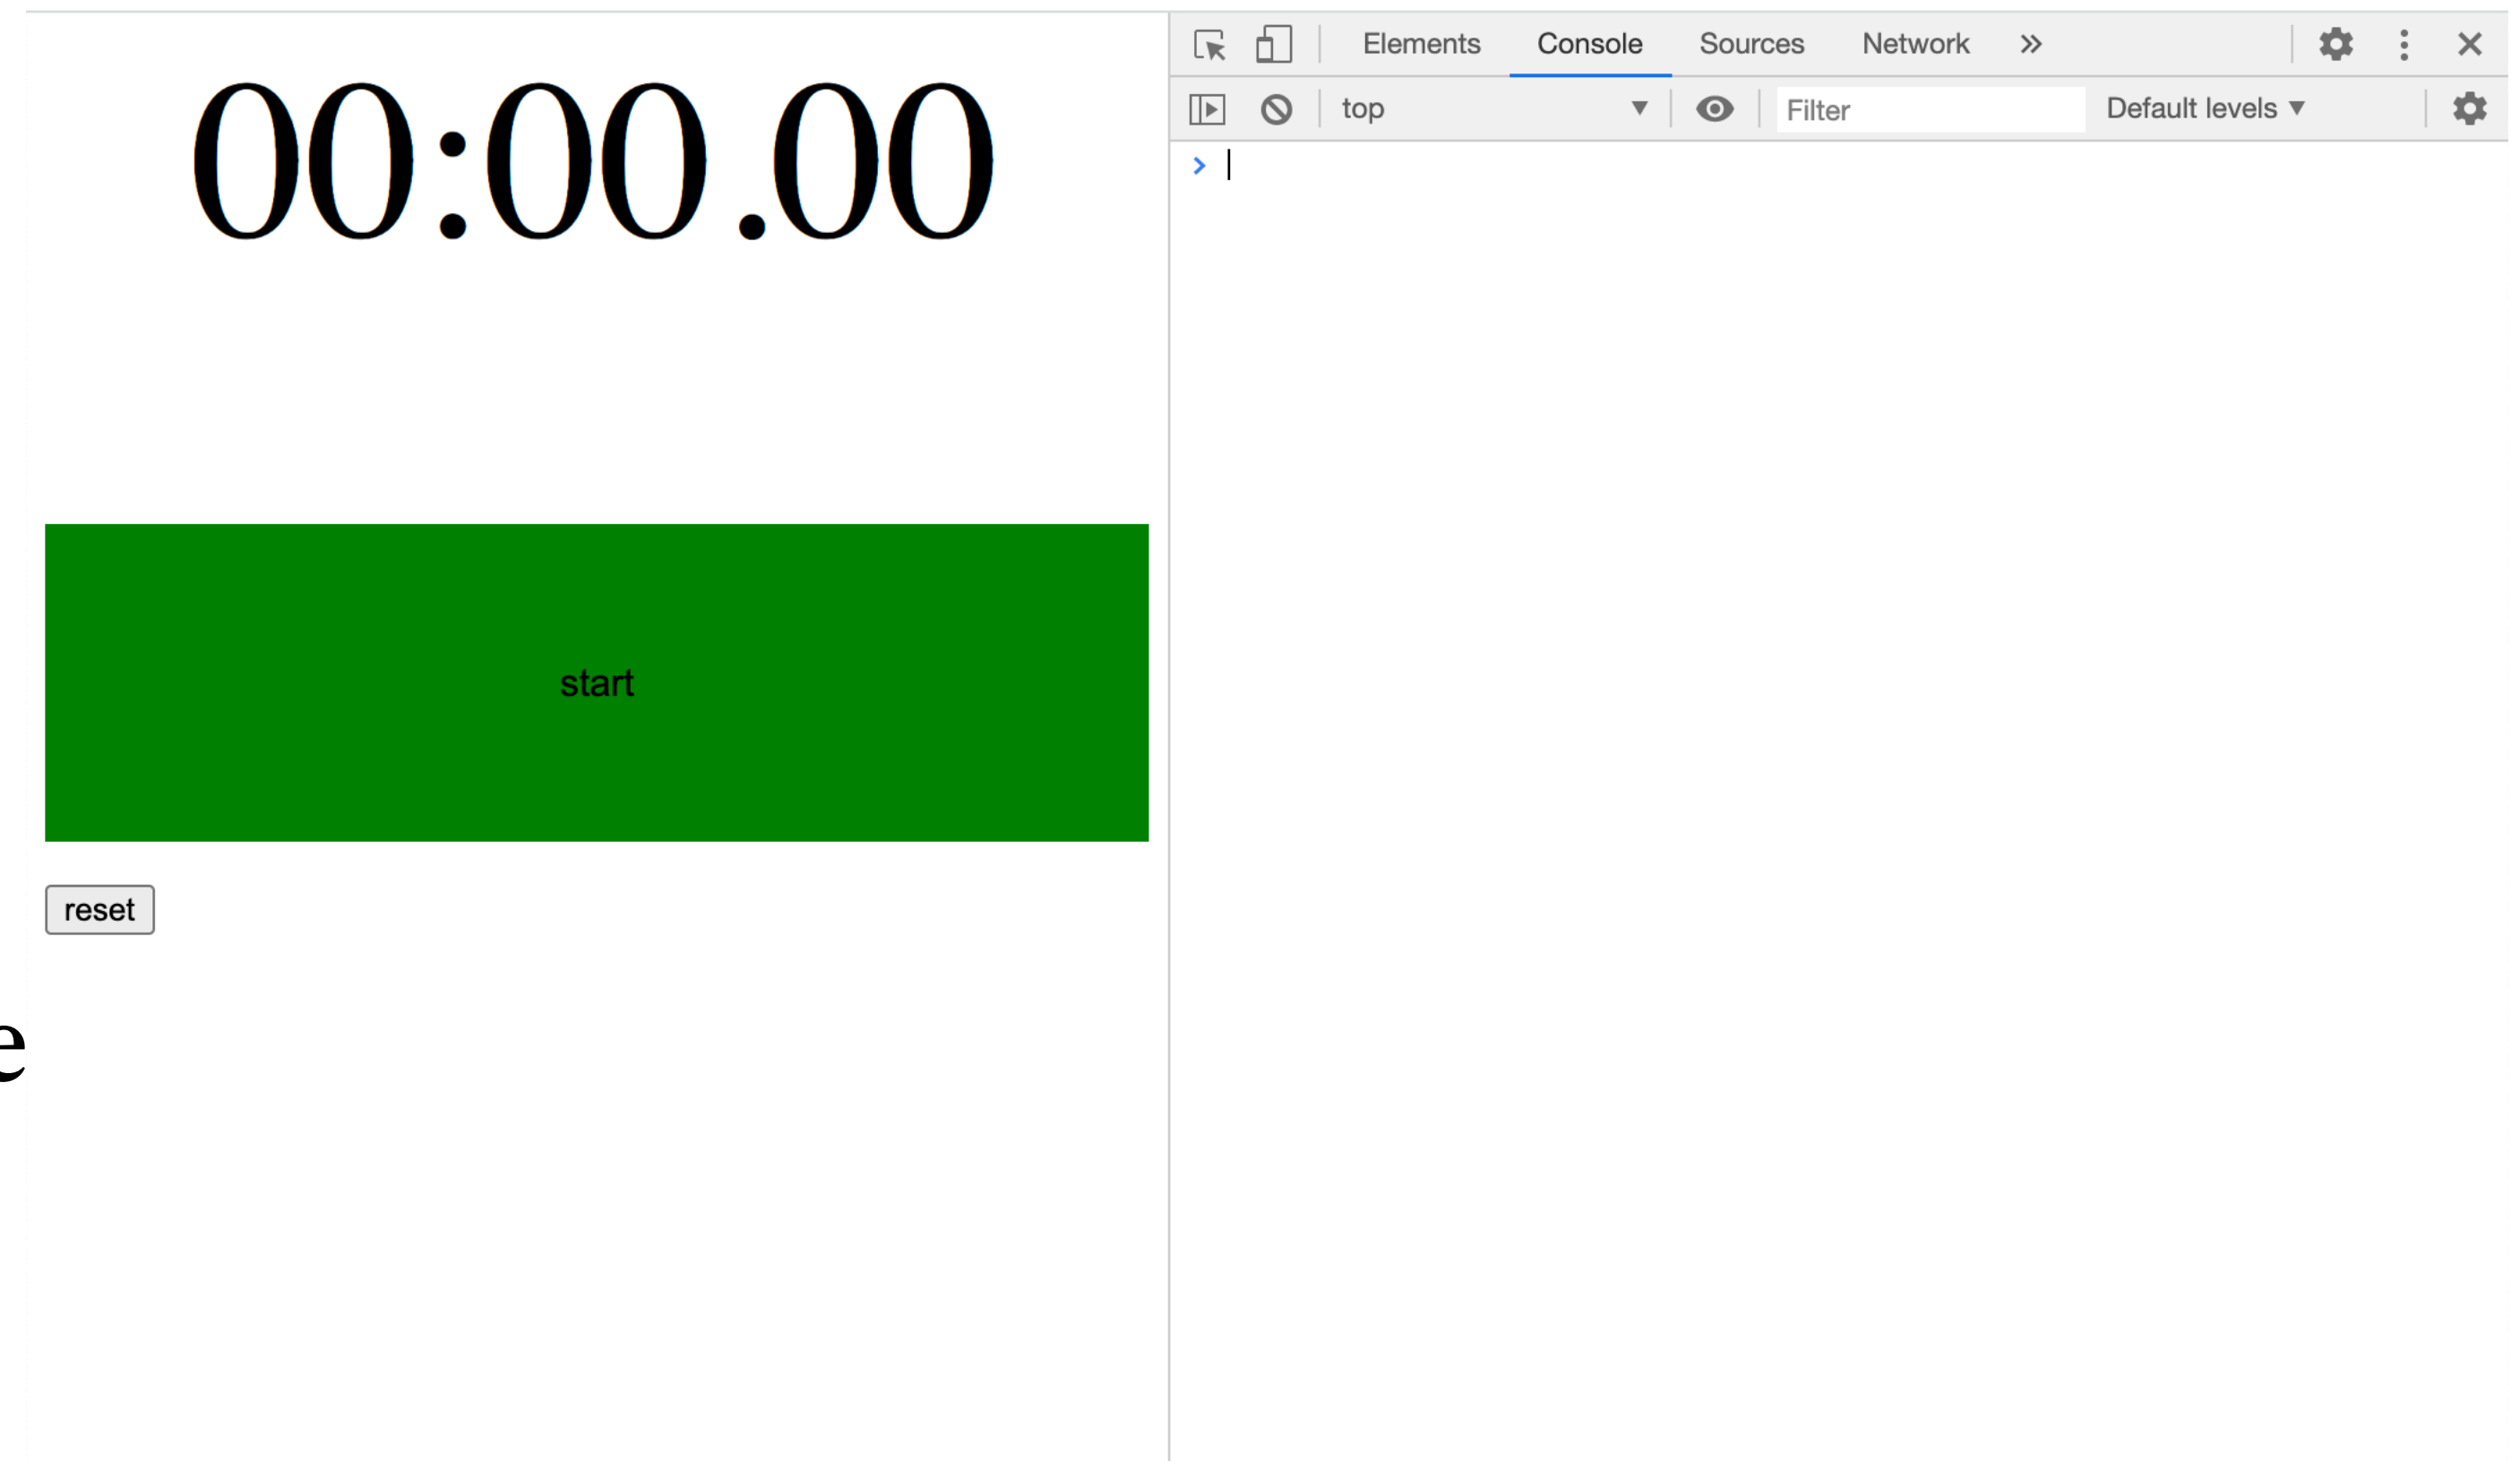 00:00.00
start
reset
e
Elements Console Sources Network
top Filter Default levels